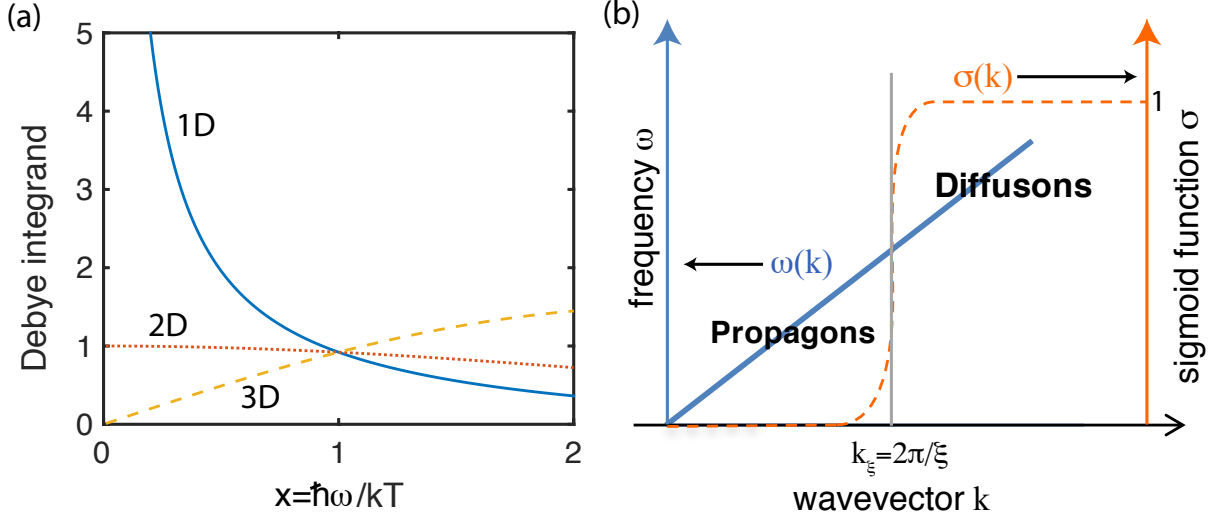 (a)
5
4
3
2
1
0
0
1
2
Debye integrand
x=ħω/kT
1D
2D
3D
(b)
frequency ω
σ(k)
1
Diffusons
ω(k)
Propagons
sigmoid function σ
kξ=2π/ξ
wavevector k